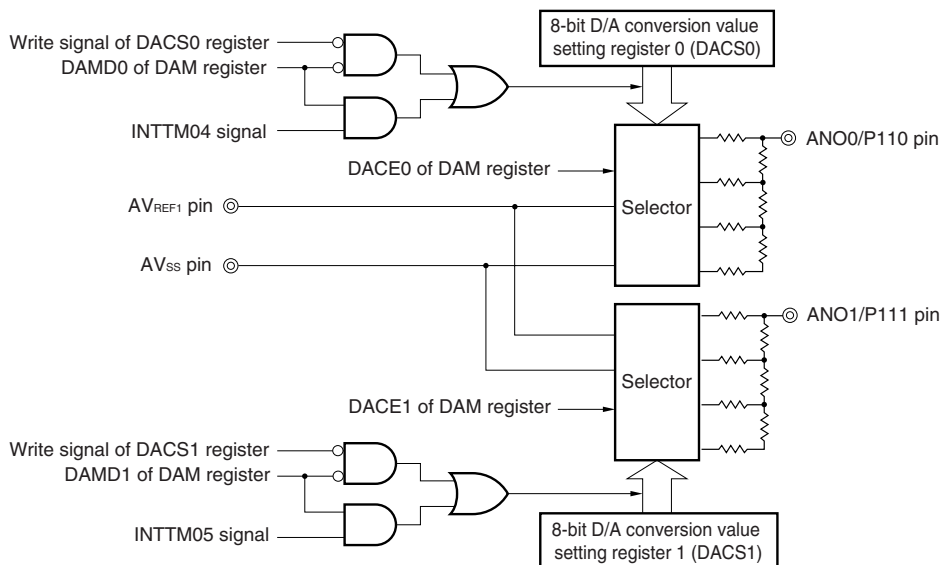 8-bit D/A conversion value
setting register 0 (DACS0)
Write signal of DACS0 register
DAMD0 of DAM register
INTTM04 signal
ANO0/P110 pin
DACE0 of DAM register
AVREF1 pin
Selector
AVSS pin
ANO1/P111 pin
Selector
DACE1 of DAM register
Write signal of DACS1 register
DAMD1 of DAM register
INTTM05 signal
8-bit D/A conversion value
setting register 1 (DACS1)